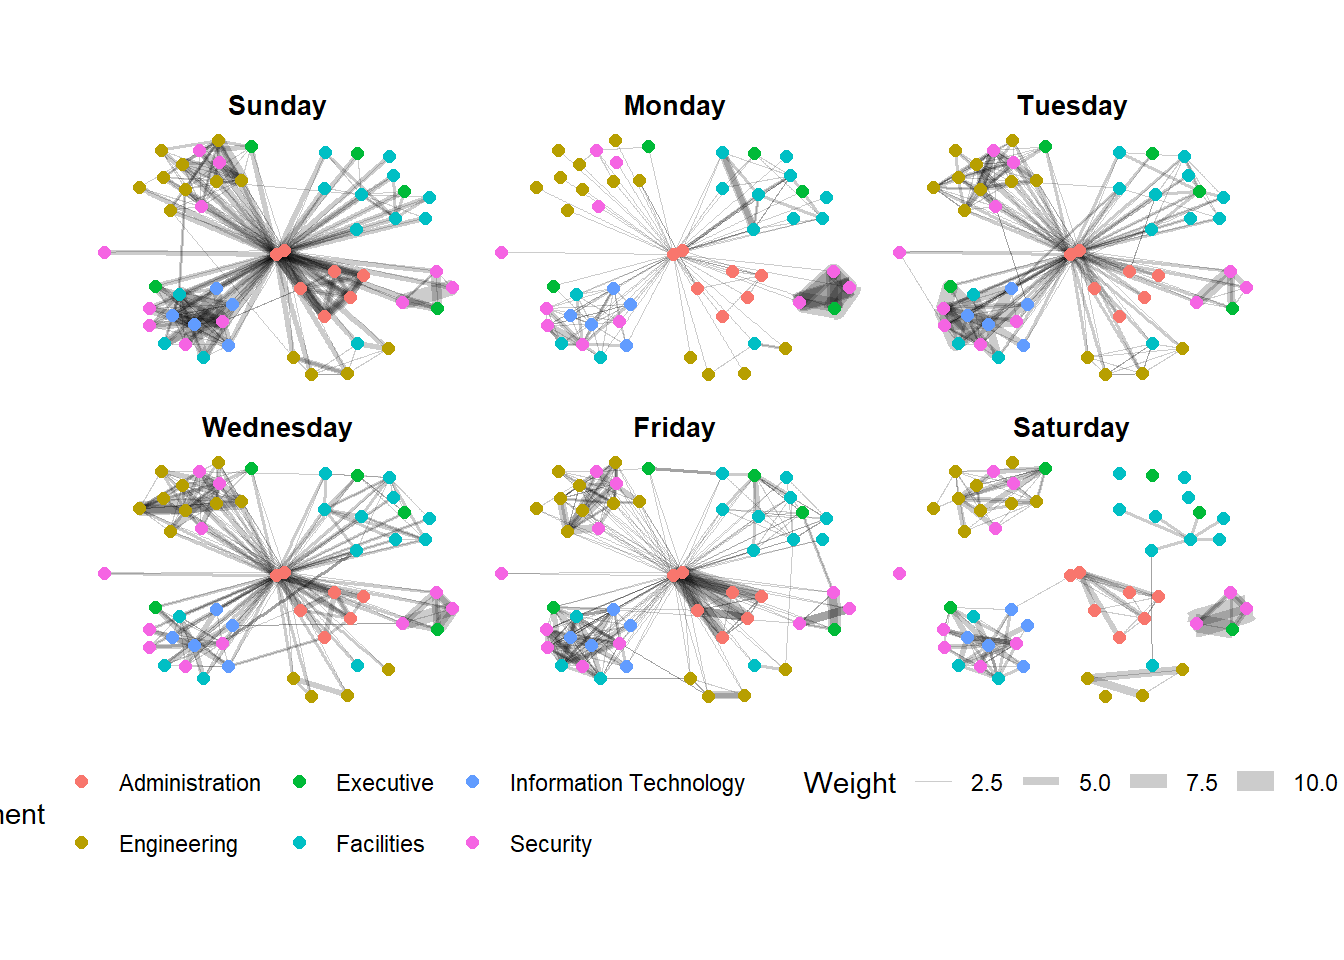 Sunday Monday Tuesday
Wednesday Friday Saturday
Administration Executive Information Technology Weight 2.5 5.0 7.5 10.0
Engineering Facilities Security